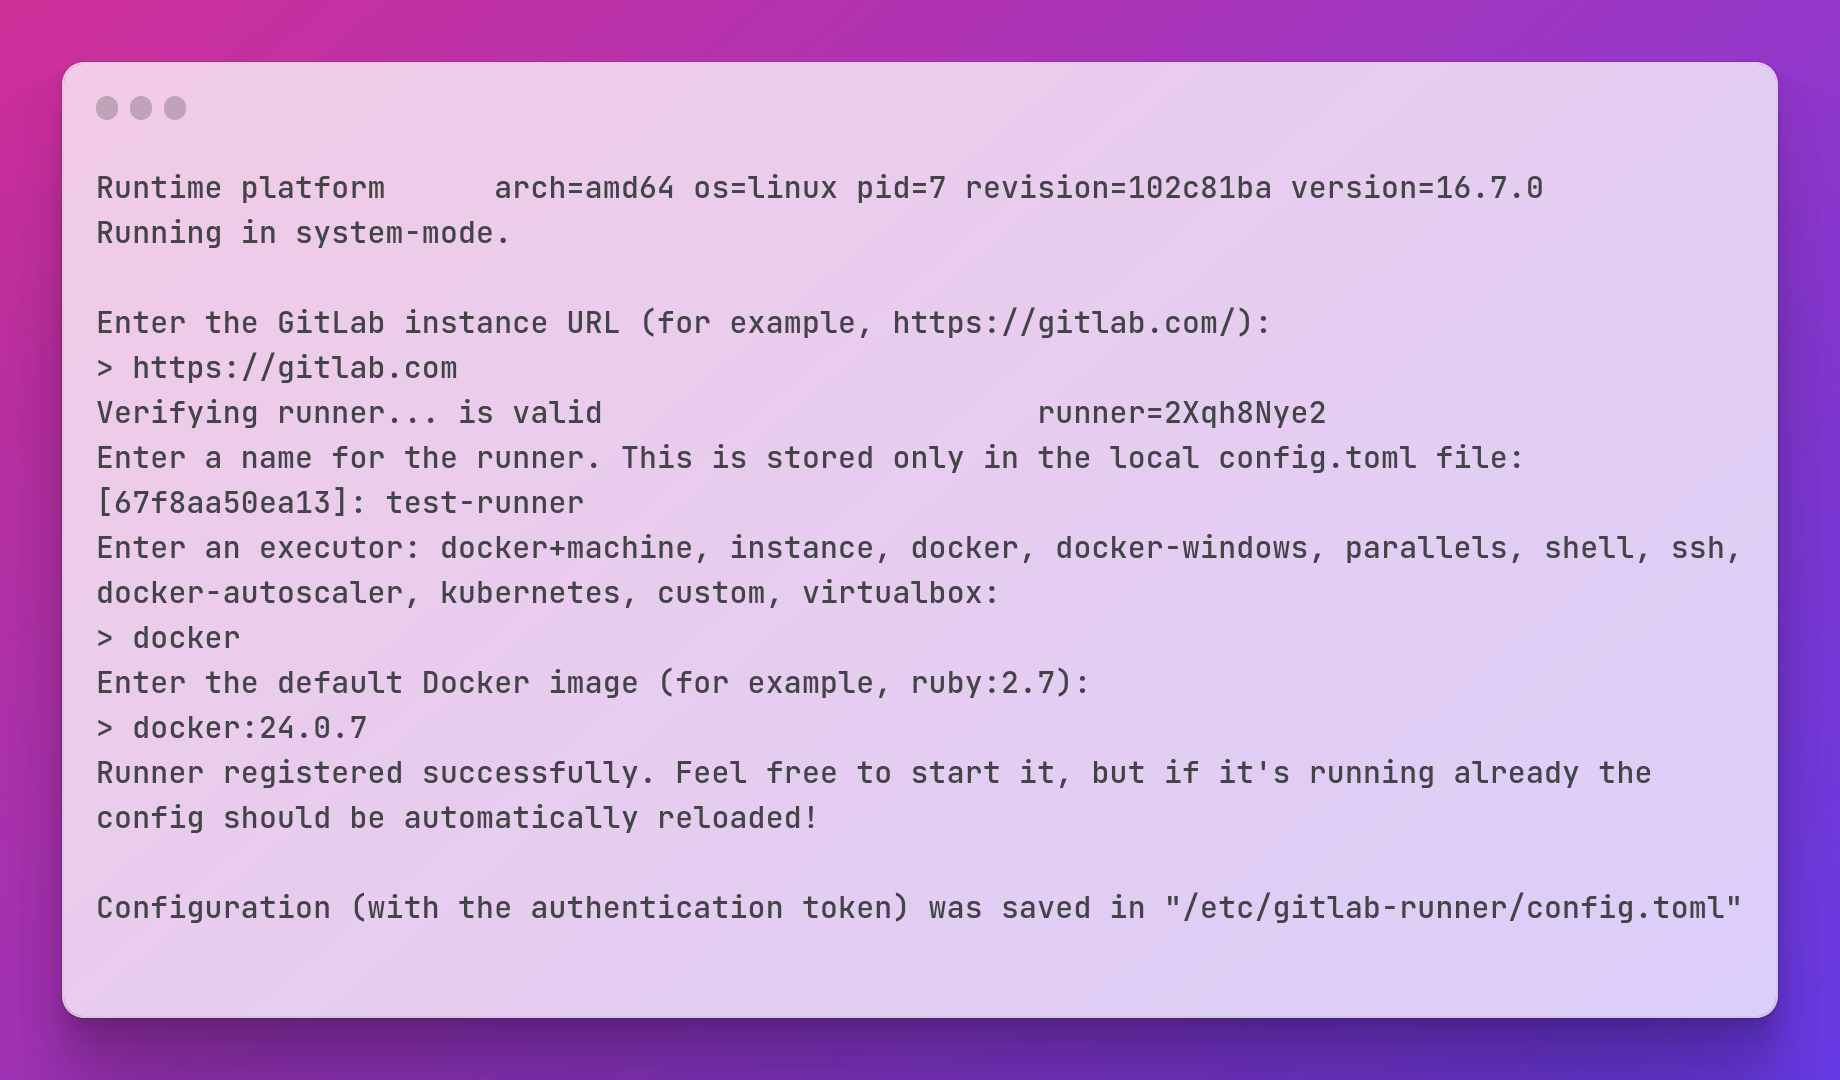 Runtime platform      arch=amd64 os=linux pid=7 revision=102c81ba version=16.7.0
Running in system-mode.

Enter the GitLab instance URL (for example, https://gitlab.com/):
> https://gitlab.com
Verifying runner... is valid                        runner=2Xqh8Nye2
Enter a name for the runner. This is stored only in the local config.toml file:
[67f8aa50ea13]: test-runner
Enter an executor: docker+machine, instance, docker, docker-windows, parallels, shell, ssh,
docker-autoscaler, kubernetes, custom, virtualbox:
> docker
Enter the default Docker image (for example, ruby:2.7):
> docker:24.0.7
Runner registered successfully. Feel free to start it, but if it's running already the
config should be automatically reloaded!

Configuration (with the authentication token) was saved in "/etc/gitlab-runner/config.toml"